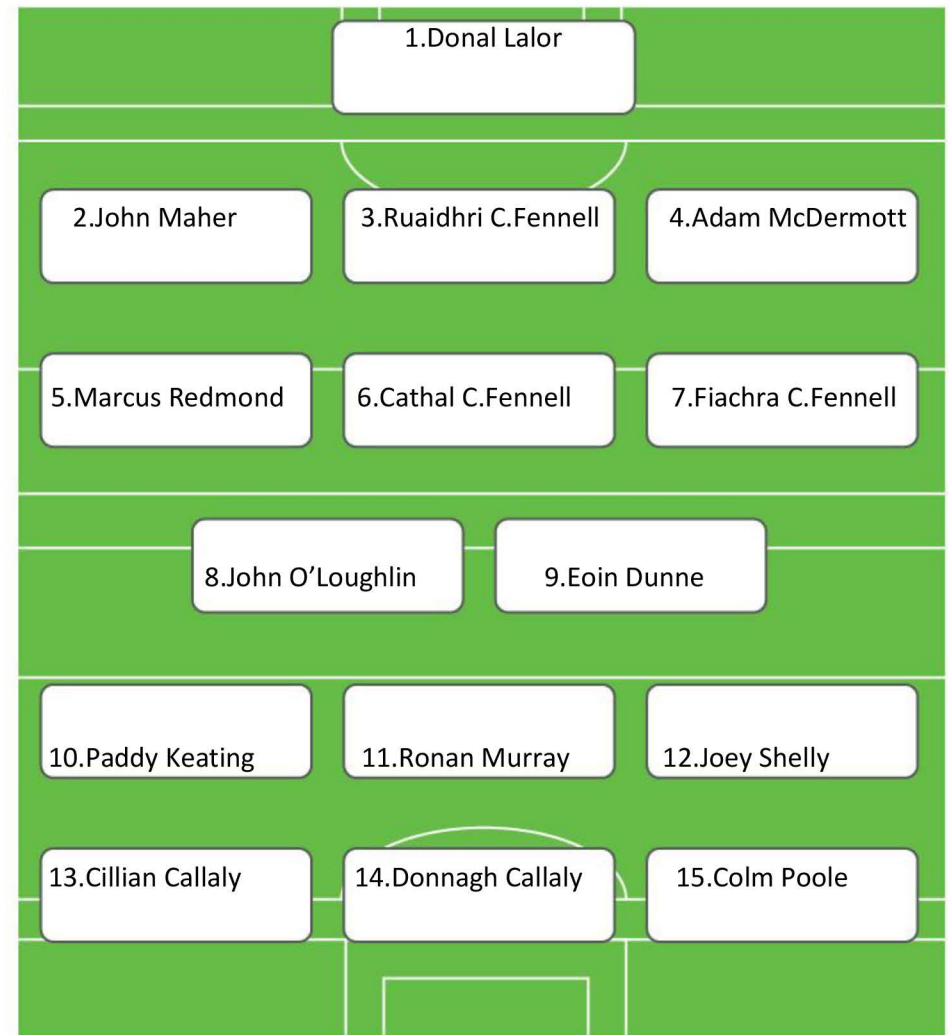 1.Donal Lalor
2.John Maher
3.Ruaidhri C.Fennell
4.Adam McDermott
5.Marcus Redmond
6.Cathal C.Fennell
7.Fiachra C.Fennell
8.John O’Loughlin
9.Eoin Dunne
10.Paddy Keating
11.Ronan Murray
12.Joey Shelly
13.Cillian Callaly
14.Donnagh Callaly
15.Colm Poole